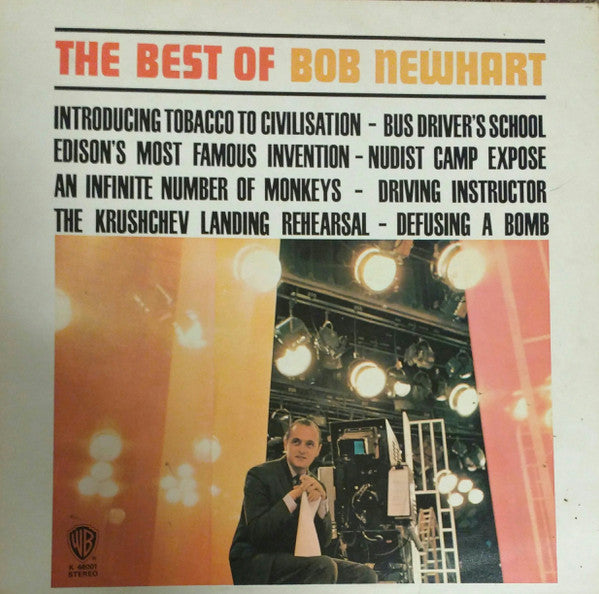 THE BEST OF BOB NEWHART
INTRODUCING TOBACCO TO CIVILISATION - BUS DRIVER'S SCHOOL
EDISON'S MOST FAMOUS INVENTION - NUDIST CAMP EXPOSE
AN INFINITE NUMBER OF MONKEYS - DRIVING INSTRUCTOR
THE KRUSHCHEV LANDING REHEARSAL - DEFUSING A BOMB
WB
K 46001
STEREO